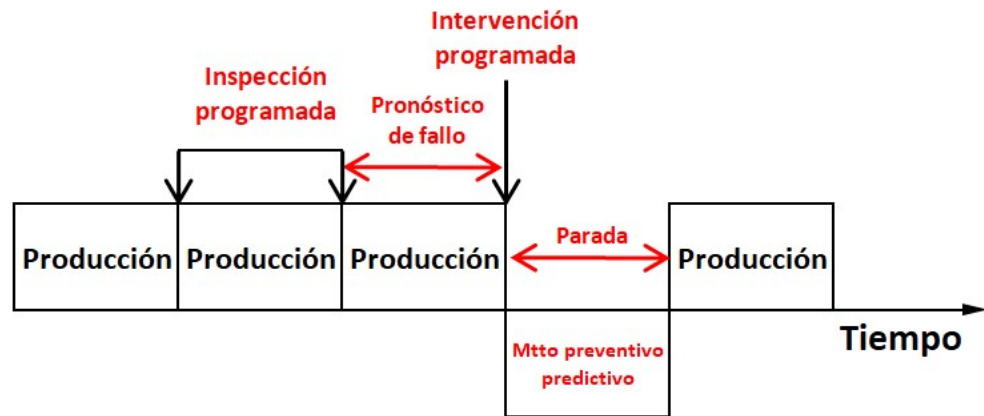 Intervención
programada
Inspección
programada
Pronóstico
de fallo
Producción
Producción
Producción
Parada
Producción
Tiempo
Mtto preventivo
predictivo